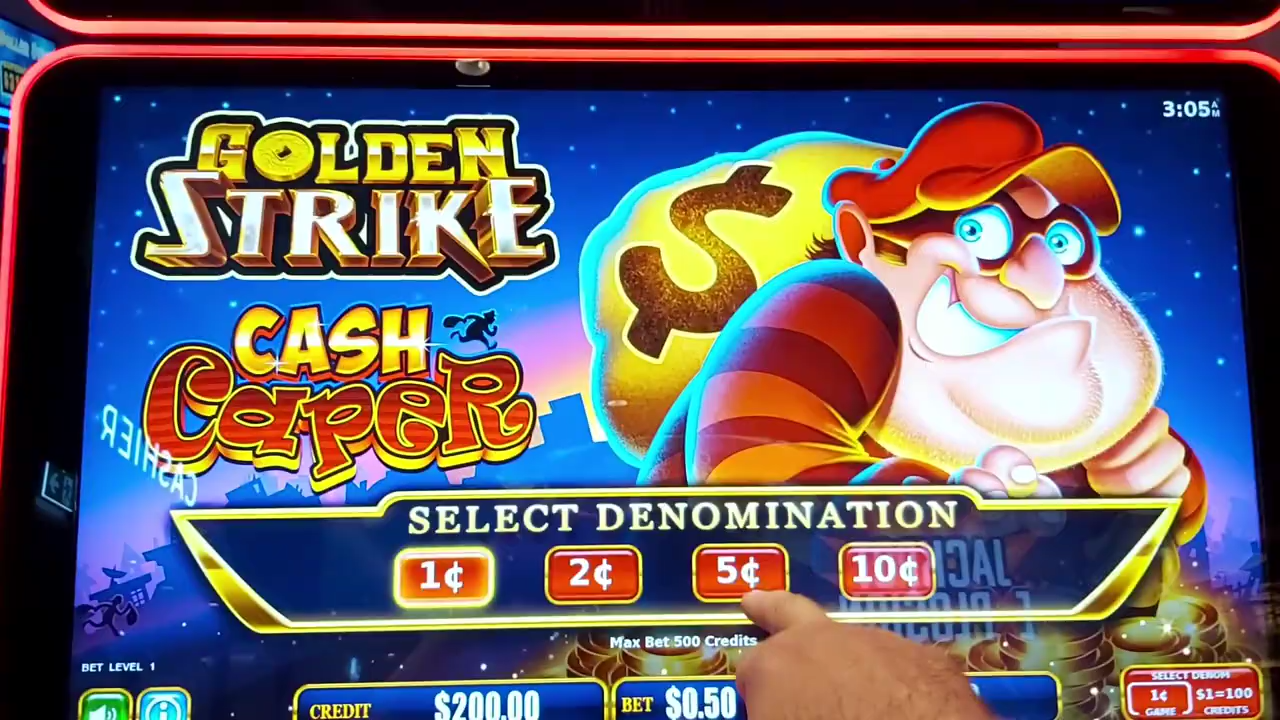 3:05 AM
GOLDEN
STRIKE
CASH
CAPER
CASHIER
SELECT DENOMINATION
1¢ 2¢ 5¢ 10¢
Max Bet 500 Credits
BET LEVEL 1
CREDIT $200.00 BET $0.50
SELECT DENOM
1¢ GAME $1=100 CREDITS